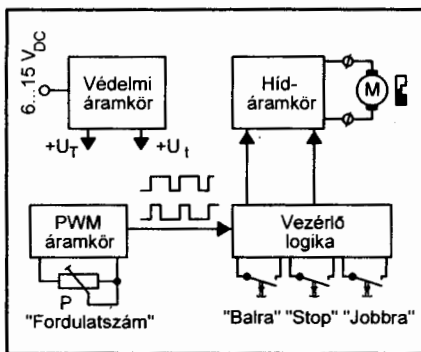 6...15 V_DC
Védelmi
áramkör
+U_T
+U_t
Híd-
áramkör
M
PWM
áramkör
Vezérlő
logika
P
"Fordulatszám"
"Balra" "Stop" "Jobbra"